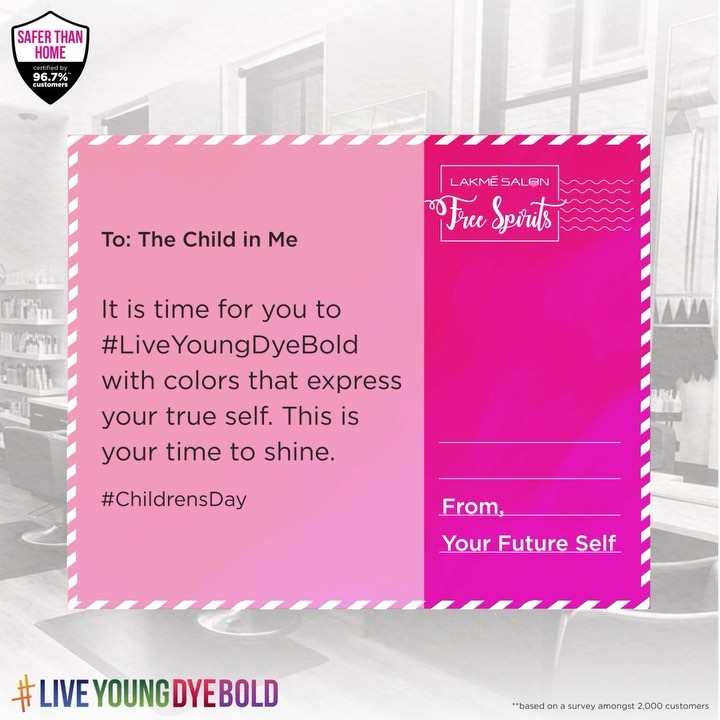 SAFER THAN
HOME
certified by
96.7%**
customers
LAKMÉ SALON
Free Spirits
To: The Child in Me
It is time for you to
#LiveYoungDyeBold
with colors that express
your true self. This is
your time to shine.
#ChildrensDay
From,
Your Future Self
#LIVEYOUNGDYEBOLD
**based on a survey amongst 2,000 customers